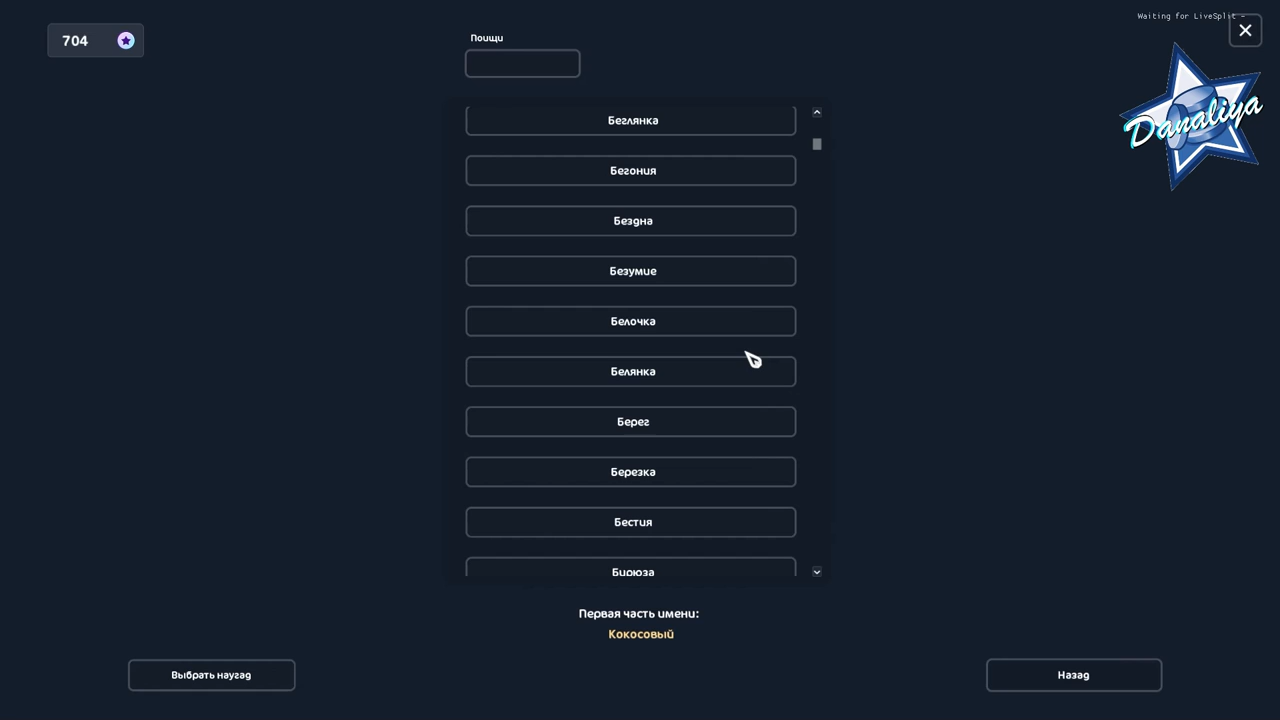 Waiting for LiveSplit -
704
Поищи
Danaliya
Беглянка
Бегония
Бездна
Безумие
Белочка
Белянка
Берег
Березка
Бестия
Бирюза
Первая часть имени:
Кокосовый
Выбрать наугад
Назад